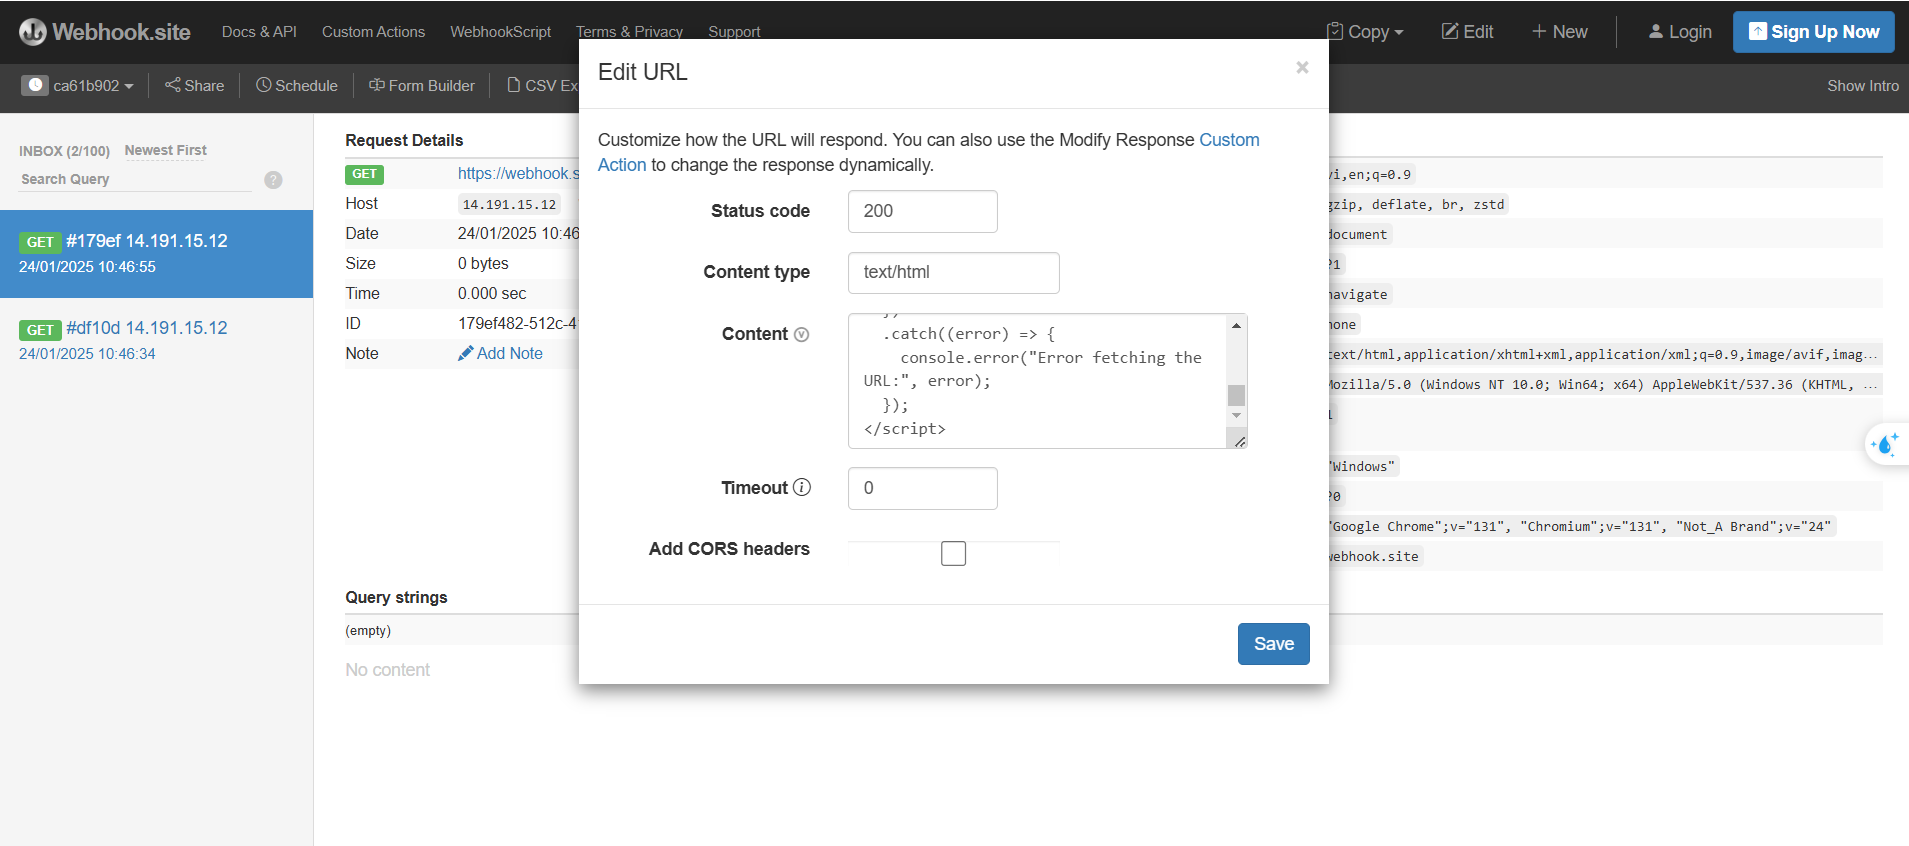 Webhook.site Docs & API Custom Actions WebhookScript Terms & Privacy Support Copy Edit New Login Sign Up Now
ca61b902 Share Schedule Form Builder CSV Ex Show Intro
INBOX (2/100) Newest First
Search Query
GET #179ef 14.191.15.12
24/01/2025 10:46:55
GET #df10d 14.191.15.12
24/01/2025 10:46:34
Request Details
GET https://webhook.s
Host 14.191.15.12
Date 24/01/2025 10:46
Size 0 bytes
Time 0.000 sec
ID 179ef482-512c-4
Note Add Note
Query strings
(empty)
No content
Edit URL ×
Customize how the URL will respond. You can also use the Modify Response Custom
Action to change the response dynamically.
Status code 200
Content type text/html
Content
})
.catch((error) => {
console.error("Error fetching the
URL:", error);
});
</script>
Timeout 0
Add CORS headers
Save
vi,en;q=0.9
gzip, deflate, br, zstd
document
?1
navigate
none
text/html,application/xhtml+xml,application/xml;q=0.9,image/avif,imag...
Mozilla/5.0 (Windows NT 10.0; Win64; x64) AppleWebKit/537.36 (KHTML, ...
1
"Windows"
?0
"Google Chrome";v="131", "Chromium";v="131", "Not_A Brand";v="24"
webhook.site